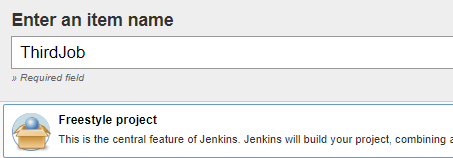 Enter an item name
ThirdJob
» Required field
Freestyle project
This is the central feature of Jenkins. Jenkins will build your project, combining a